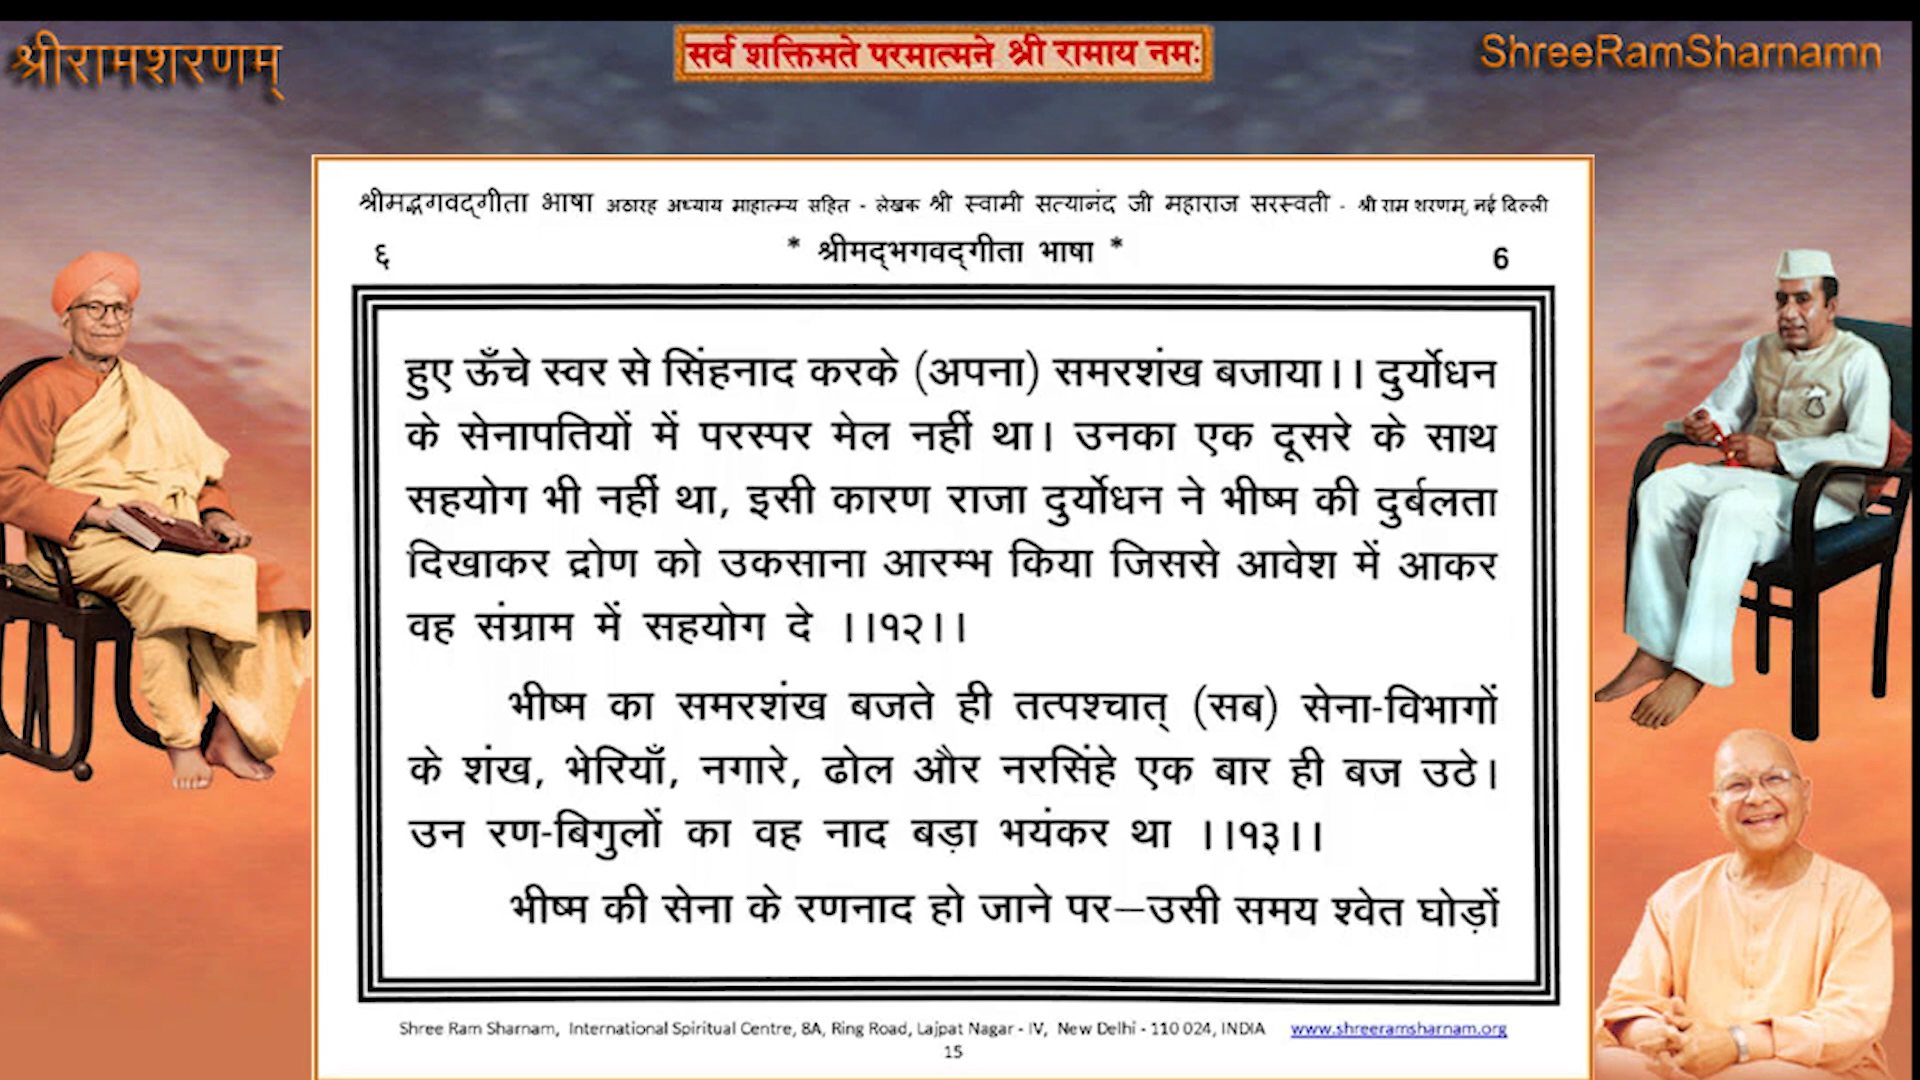 श्रीरामशरणम्
सर्व शक्तिमते परमात्मने श्री रामाय नमः
ShreeRamSharnamn
श्रीमद्भगवद्‌गीता भाषा अठारह अध्याय माहात्म्य सहित - लेखक श्री स्वामी सत्यानंद जी महाराज सरस्वती - श्री राम शरणम्, नई दिल्ली
६ * श्रीमद्‌भगवद्‌गीता भाषा * 6
हुए ऊँचे स्वर से सिंहनाद करके (अपना) समरशंख बजाया।। दुर्योधन
के सेनापतियों में परस्पर मेल नहीं था। उनका एक दूसरे के साथ
सहयोग भी नहीं था, इसी कारण राजा दुर्योधन ने भीष्म की दुर्बलता
दिखाकर द्रोण को उकसाना आरम्भ किया जिससे आवेश में आकर
वह संग्राम में सहयोग दे ।।१२।।
भीष्म का समरशंख बजते ही तत्पश्चात् (सब) सेना-विभागों
के शंख, भेरियाँ, नगारे, ढोल और नरसिंहे एक बार ही बज उठे।
उन रण-बिगुलों का वह नाद बड़ा भयंकर था ।।१३।।
भीष्म की सेना के रणनाद हो जाने पर—उसी समय श्वेत घोड़ों
Shree Ram Sharnam, International Spiritual Centre, 8A, Ring Road, Lajpat Nagar - IV, New Delhi - 110 024, INDIA www.shreeramsharnam.org
15